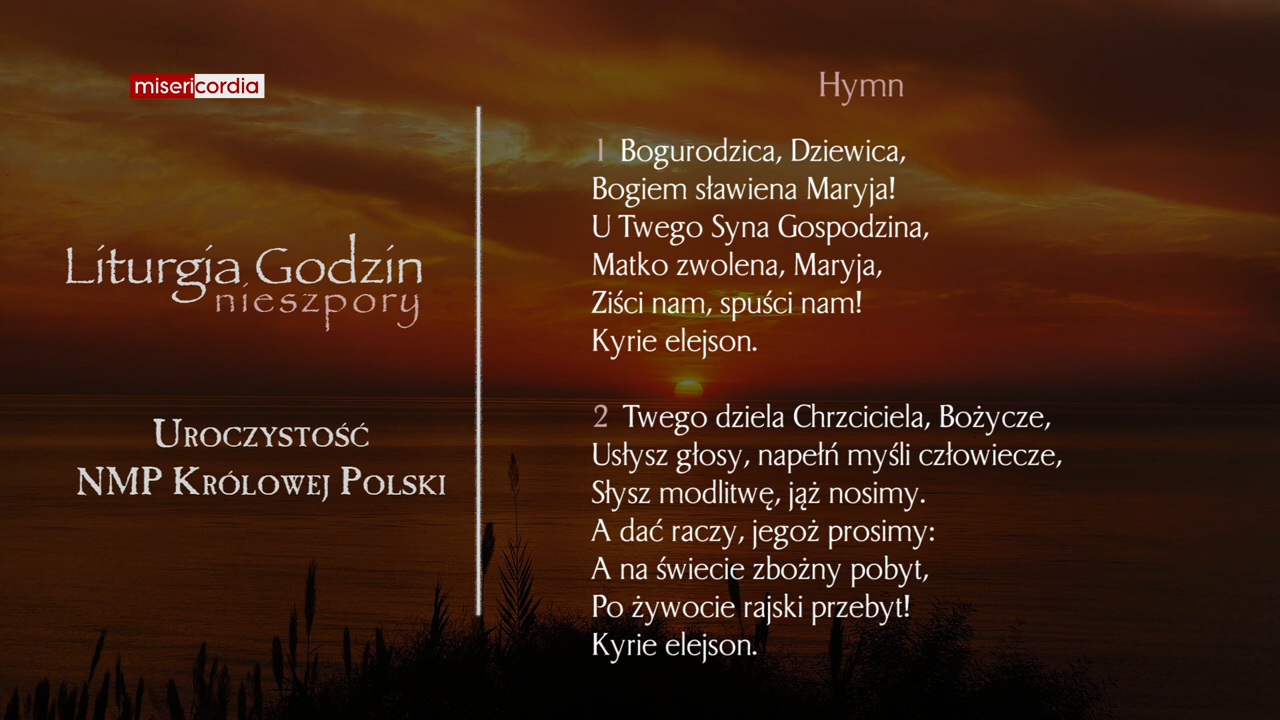 misericordia
Liturgia Godzin
nieszpory
Uroczystość
NMP Królowej Polski
Hymn
1 Bogurodzica, Dziewica,
Bogiem sławiena Maryja!
U Twego Syna Gospodzina,
Matko zwolena, Maryja,
Ziści nam, spuści nam!
Kyrie elejson.
2 Twego dziela Chrzciciela, Bożycze,
Usłysz głosy, napełń myśli człowiecze,
Słysz modlitwę, jąż nosimy.
A dać raczy, jegoż prosimy:
A na świecie zbożny pobyt,
Po żywocie rajski przebyt!
Kyrie elejson.